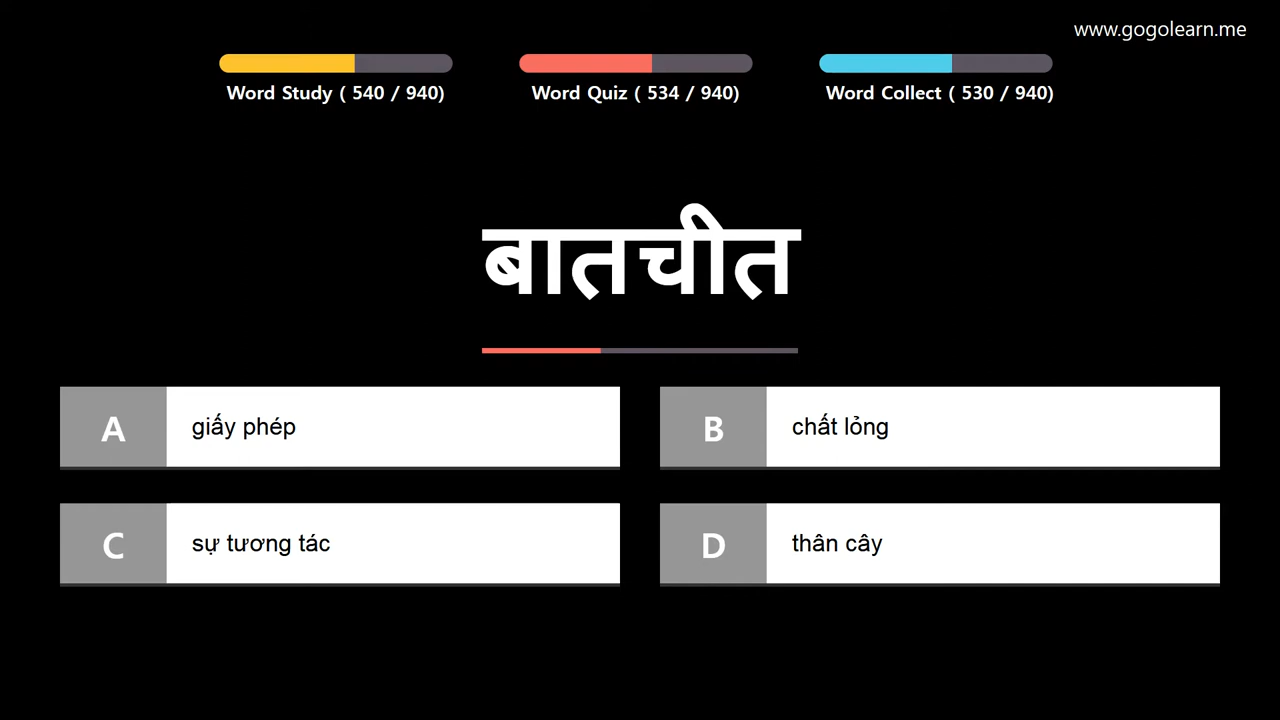 www.gogolearn.me
Word Study ( 540 / 940)
Word Quiz ( 534 / 940)
Word Collect ( 530 / 940)
बातचीत
A giấy phép
B chất lỏng
C sự tương tác
D thân cây